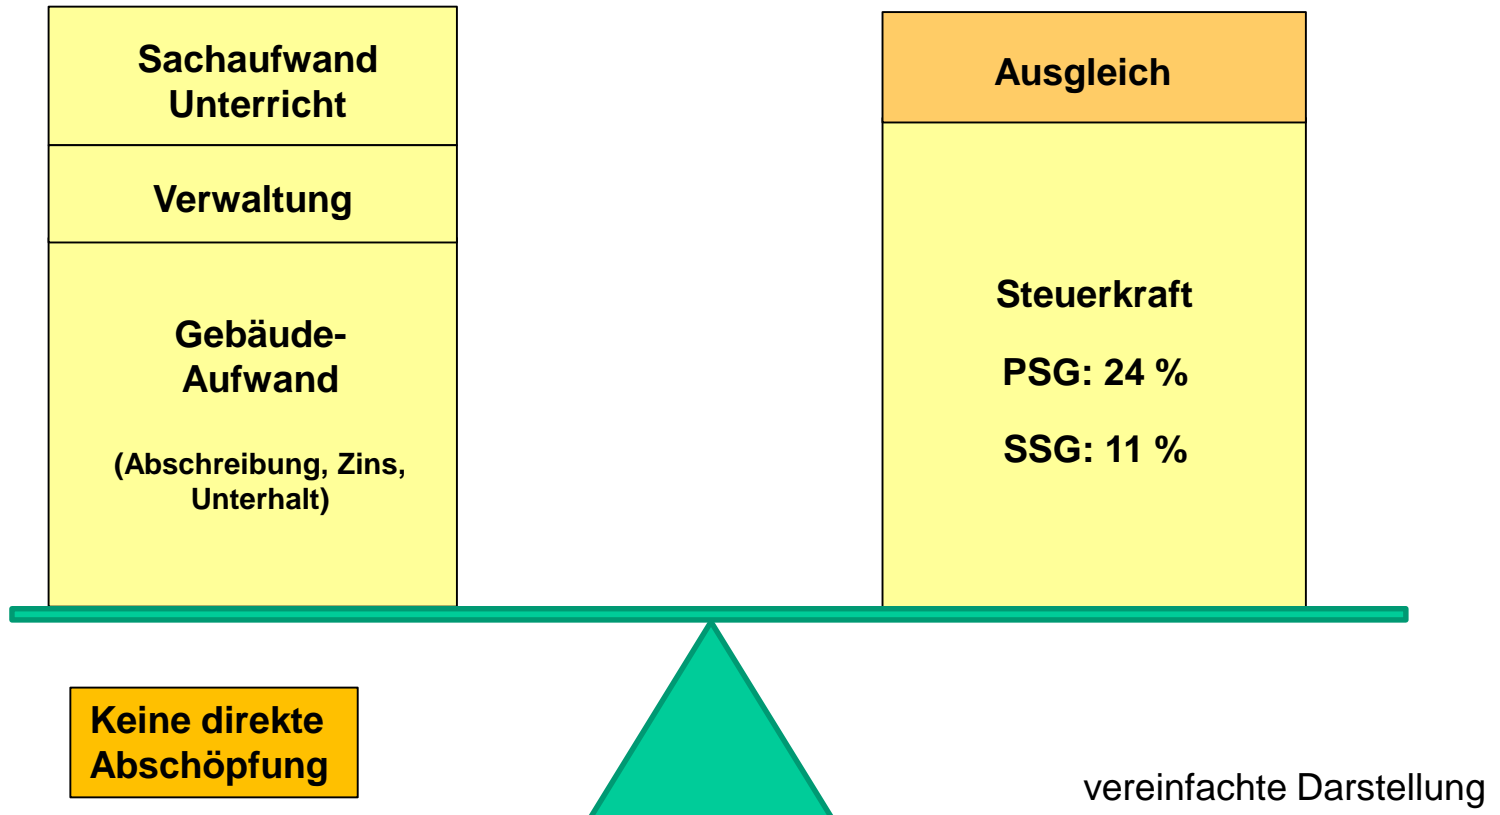 Sachaufwand
Unterricht
Verwaltung
Gebäude-
Aufwand
(Abschreibung, Zins,
Unterhalt)
Ausgleich
Steuerkraft
PSG: 24 %
SSG: 11 %
Keine direkte
Abschöpfung
vereinfachte Darstellung